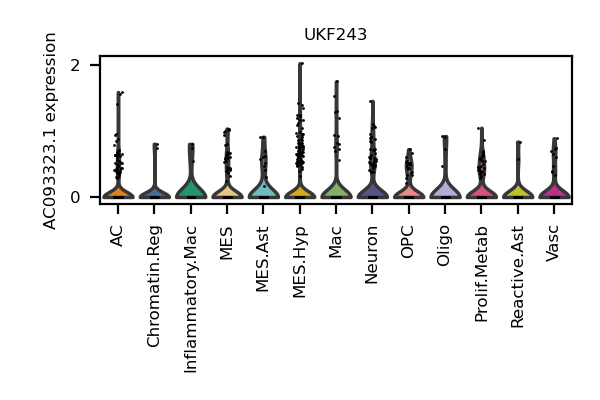 UKF243
AC093323.1 expression
2
0
AC
Chromatin.Reg
Inflammatory.Mac
MES
MES.Ast
MES.Hyp
Mac
Neuron
OPC
Oligo
Prolif.Metab
Reactive.Ast
Vasc